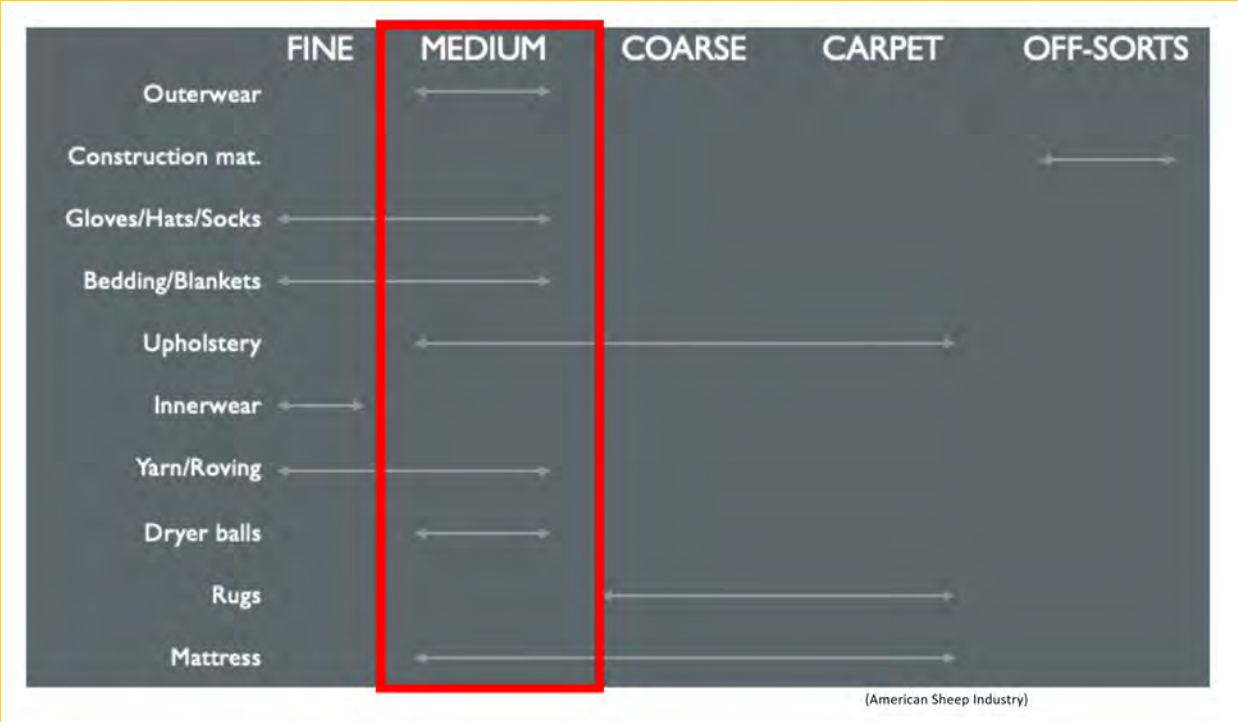 FINE MEDIUM COARSE CARPET OFF-SORTS
Outerwear
Construction mat.
Gloves/Hats/Socks
Bedding/Blankets
Upholstery
Innerwear
Yarn/Roving
Dryer balls
Rugs
Mattress
(American Sheep Industry)